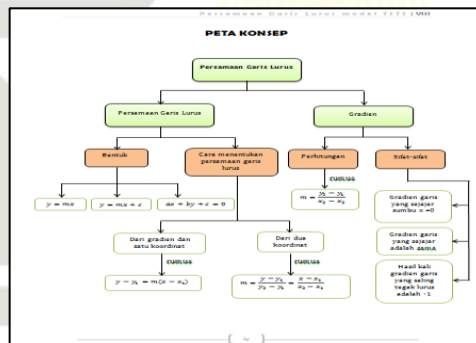 Persamaan Garis Lurus model TFTS | VIII
PETA KONSEP
Persamaan Garis Lurus
Persamaan Garis Lurus
Gradien
Bentuk
Cara menentukan
persamaan garis
lurus
Perhitungan
Sifat-sifat
rumus
y = mx
y = mx + c
ax + by + c = 0
m = (y₂ − y₁)/(x₂ − x₁)
Gradien garis
yang sejajar
sumbu x =0
Gradien garis
yang sejajar
adalah sama
Hasil kali
gradien garis
yang saling
tegak lurus
adalah -1
Dari gradien dan
satu koordinat
Dari dua
koordinat
rumus
rumus
y − y₁ = m(x − x₁)
m = (y − y₁)/(y₂ − y₁) = (x − x₁)/(x₂ − x₁)